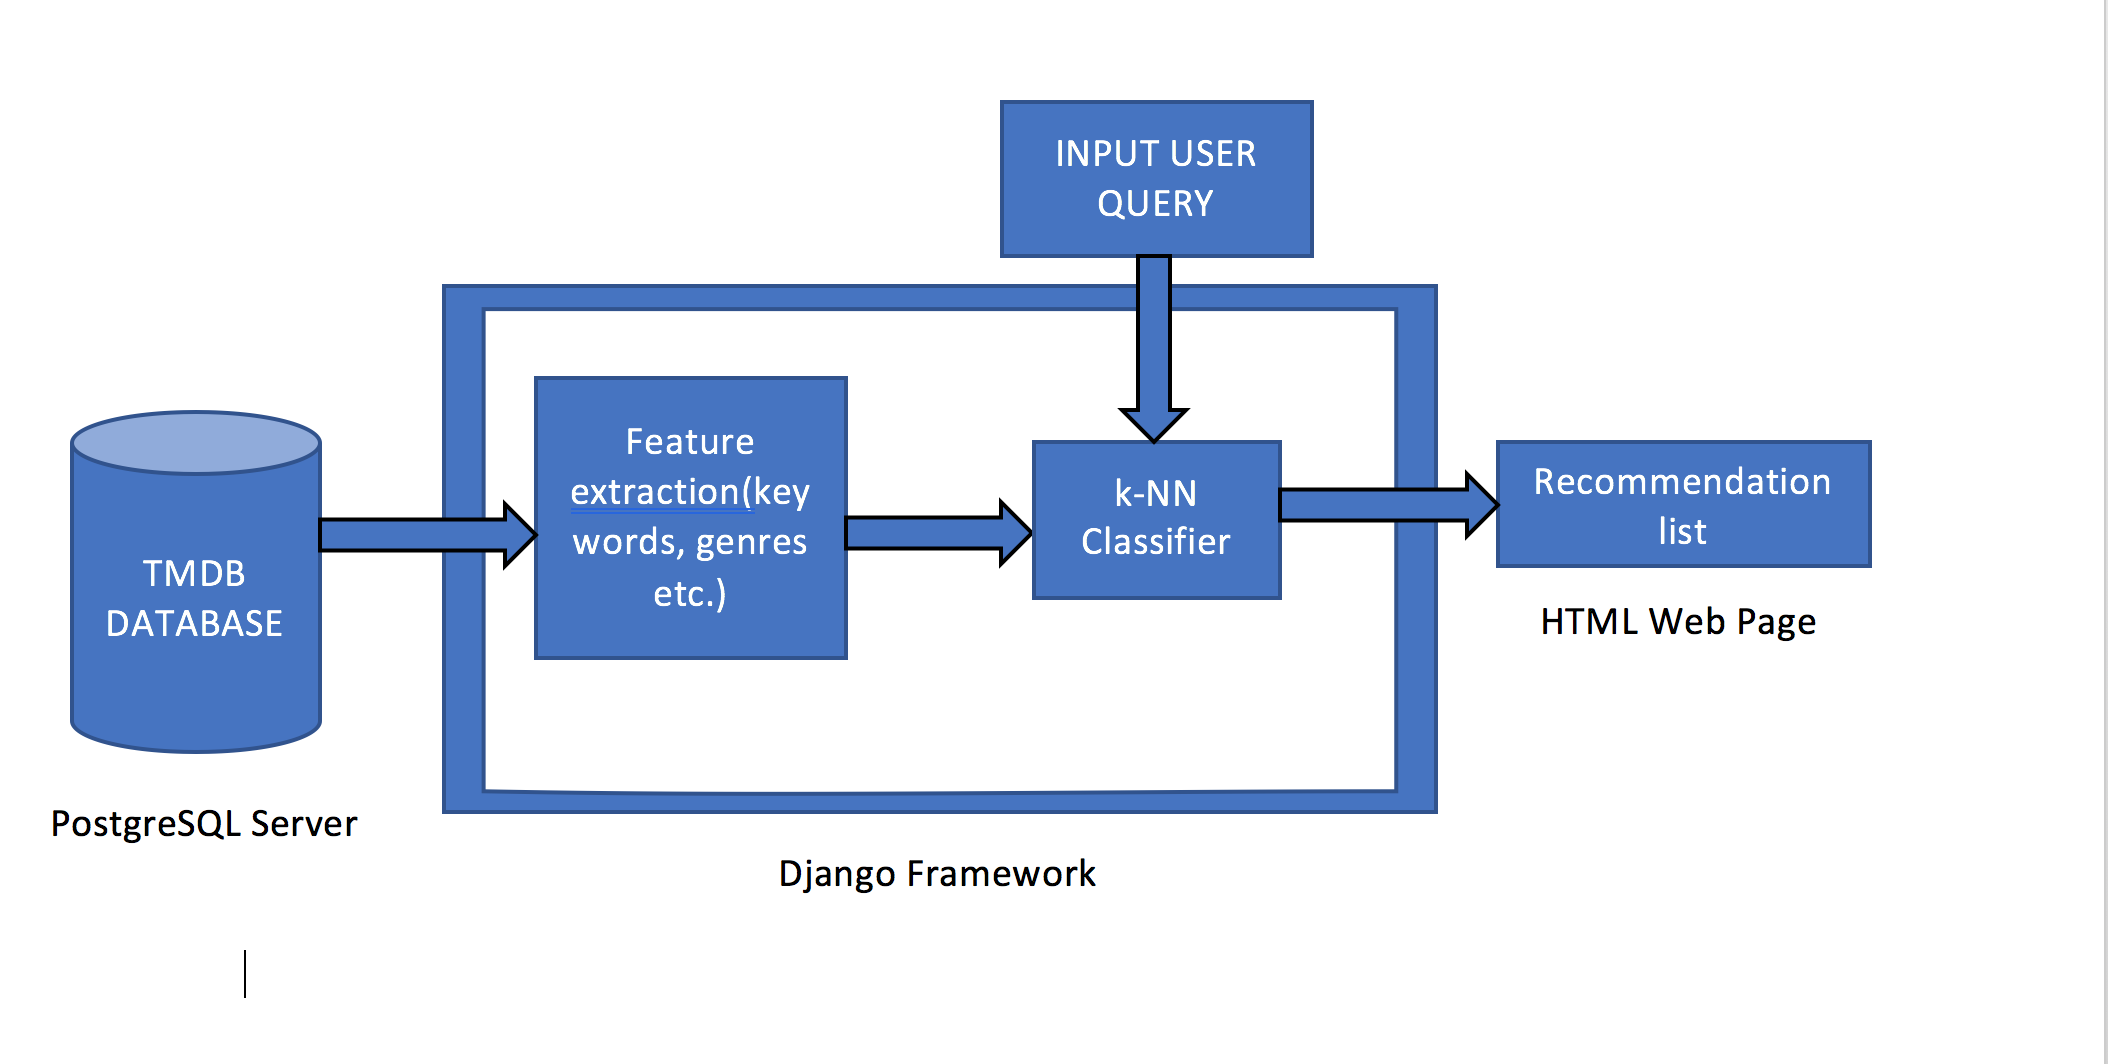 INPUT USER
QUERY
Feature
extraction(key
words, genres
etc.)
k-NN
Classifier
Recommendation
list
HTML Web Page
TMDB
DATABASE
PostgreSQL Server
Django Framework